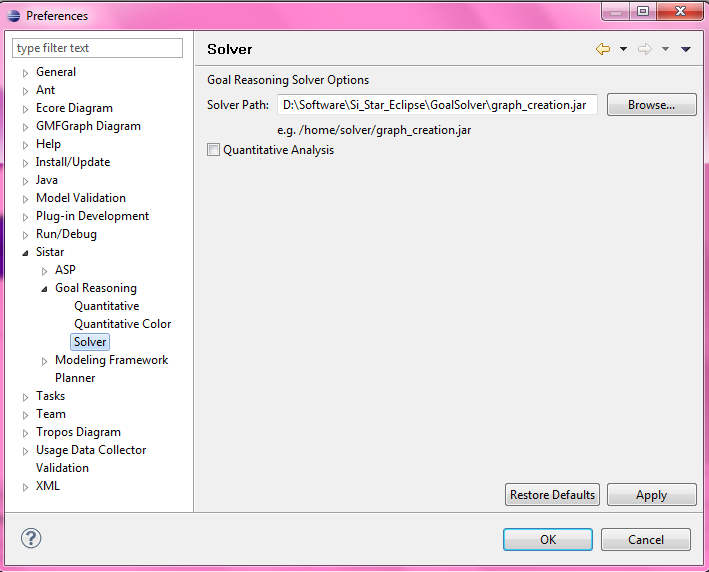 Preferences
type filter text
General
Ant
Ecore Diagram
GMFGraph Diagram
Help
Install/Update
Java
Model Validation
Plug-in Development
Run/Debug
Sistar
ASP
Goal Reasoning
Quantitative
Quantitative Color
Solver
Modeling Framework
Planner
Tasks
Team
Tropos Diagram
Usage Data Collector
Validation
XML
Solver
Goal Reasoning Solver Options
Solver Path: D:\Software\Si_Star_Eclipse\GoalSolver\graph_creation.jar Browse...
e.g. /home/solver/graph_creation.jar
Quantitative Analysis
Restore Defaults Apply
OK Cancel